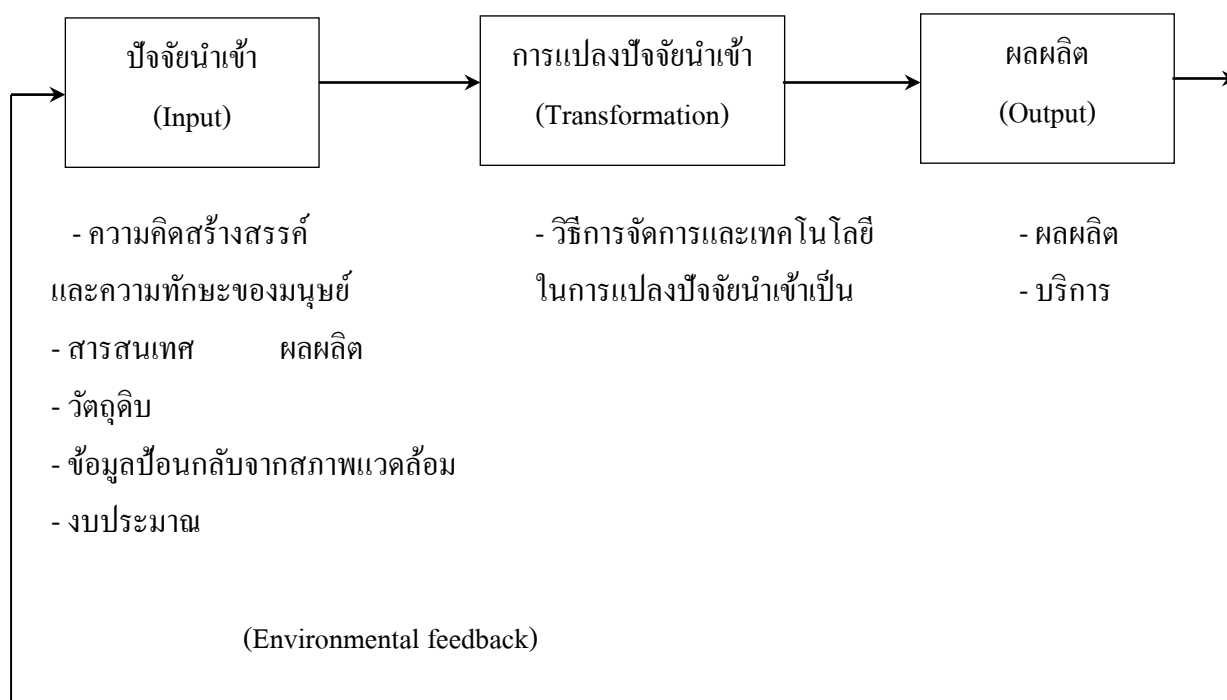 ปัจจัยนำเข้า
(Input)
การแปลงปัจจัยนำเข้า
(Transformation)
ผลผลิต
(Output)
- ความคิดสร้างสรรค์
และความทักษะของมนุษย์
- สารสนเทศ ผลผลิต
- วัตถุดิบ
- ข้อมูลป้อนกลับจากสภาพแวดล้อม
- งบประมาณ
- วิธีการจัดการและเทคโนโลยี
ในการแปลงปัจจัยนำเข้าเป็น
- ผลผลิต
- บริการ
(Environmental feedback)